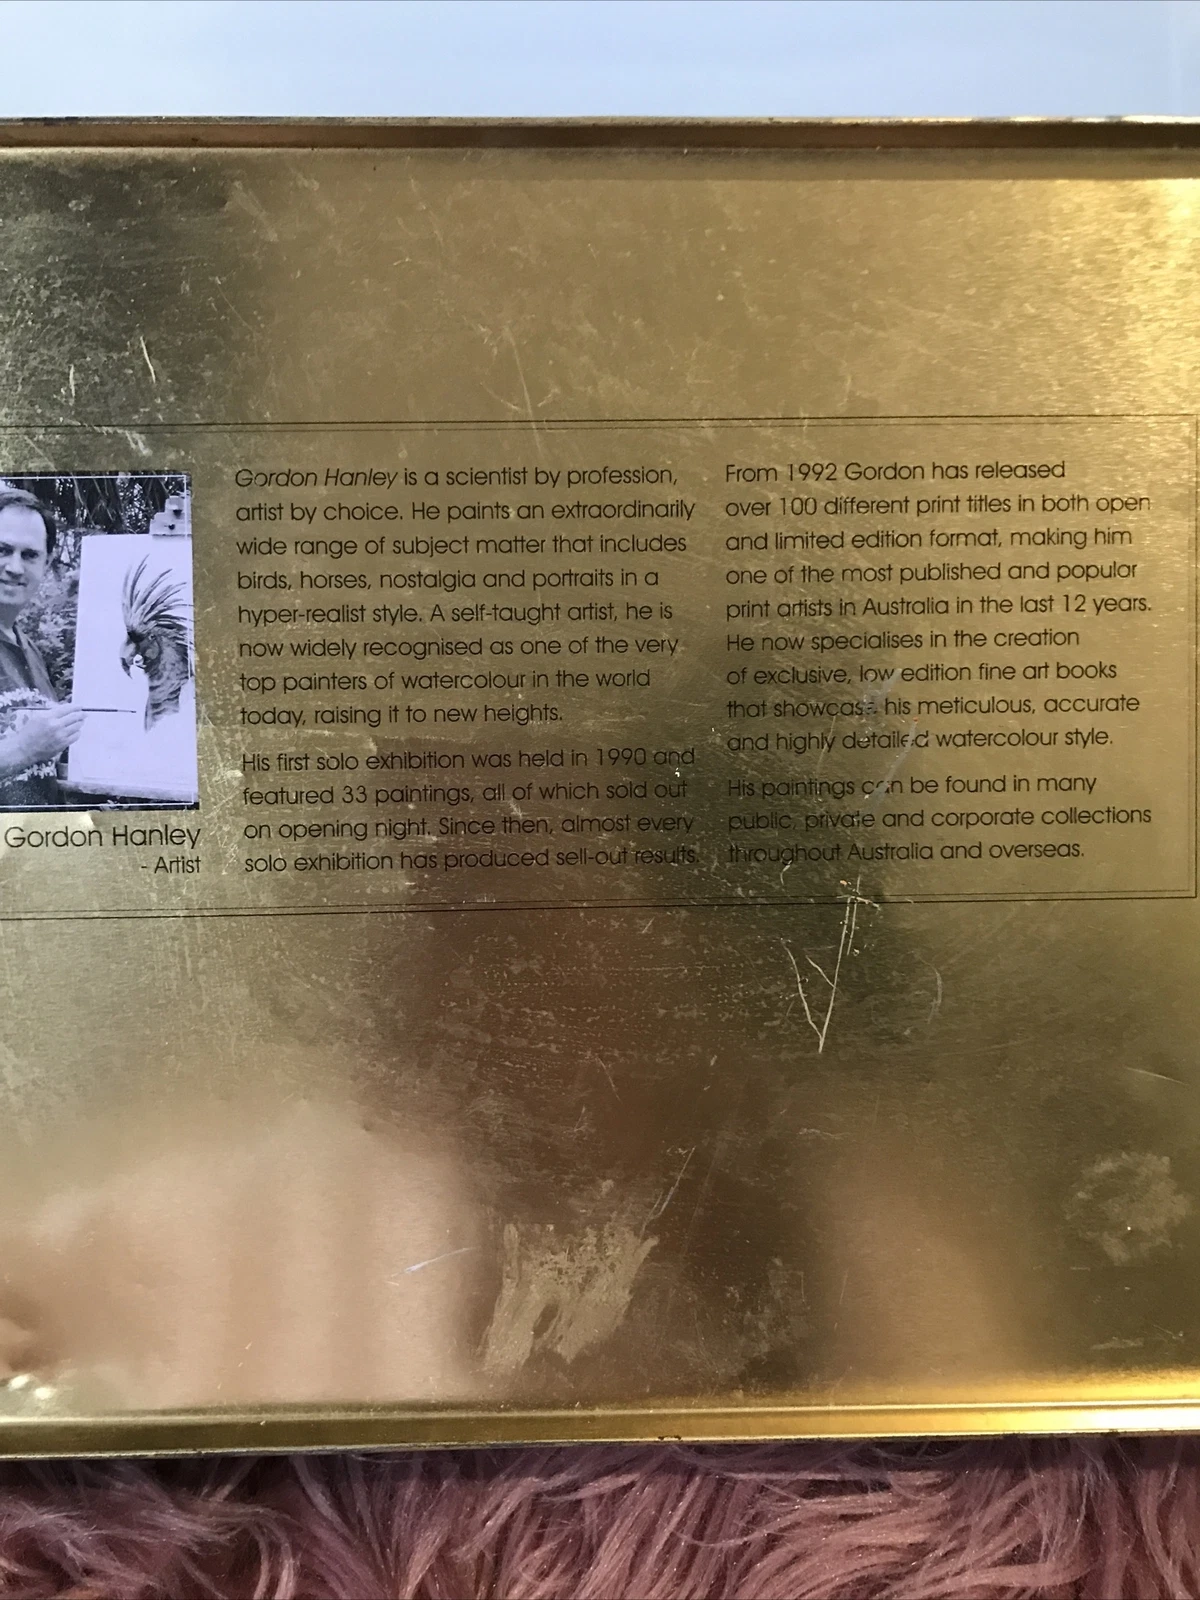 Gordon Hanley
- Artist
Gordon Hanley is a scientist by profession,
artist by choice. He paints an extraordinarily
wide range of subject matter that includes
birds, horses, nostalgia and portraits in a
hyper-realist style. A self-taught artist, he is
now widely recognised as one of the very
top painters of watercolour in the world
today, raising it to new heights.
His first solo exhibition was held in 1990 and
featured 33 paintings, all of which sold out
on opening night. Since then, almost every
solo exhibition has produced sell-out results.
From 1992 Gordon has released
over 100 different print titles in both open
and limited edition format, making him
one of the most published and popular
print artists in Australia in the last 12 years.
He now specialises in the creation
of exclusive, low edition fine art books
that showcase his meticulous, accurate
and highly detailed watercolour style.
His paintings can be found in many
public, private and corporate collections
throughout Australia and overseas.